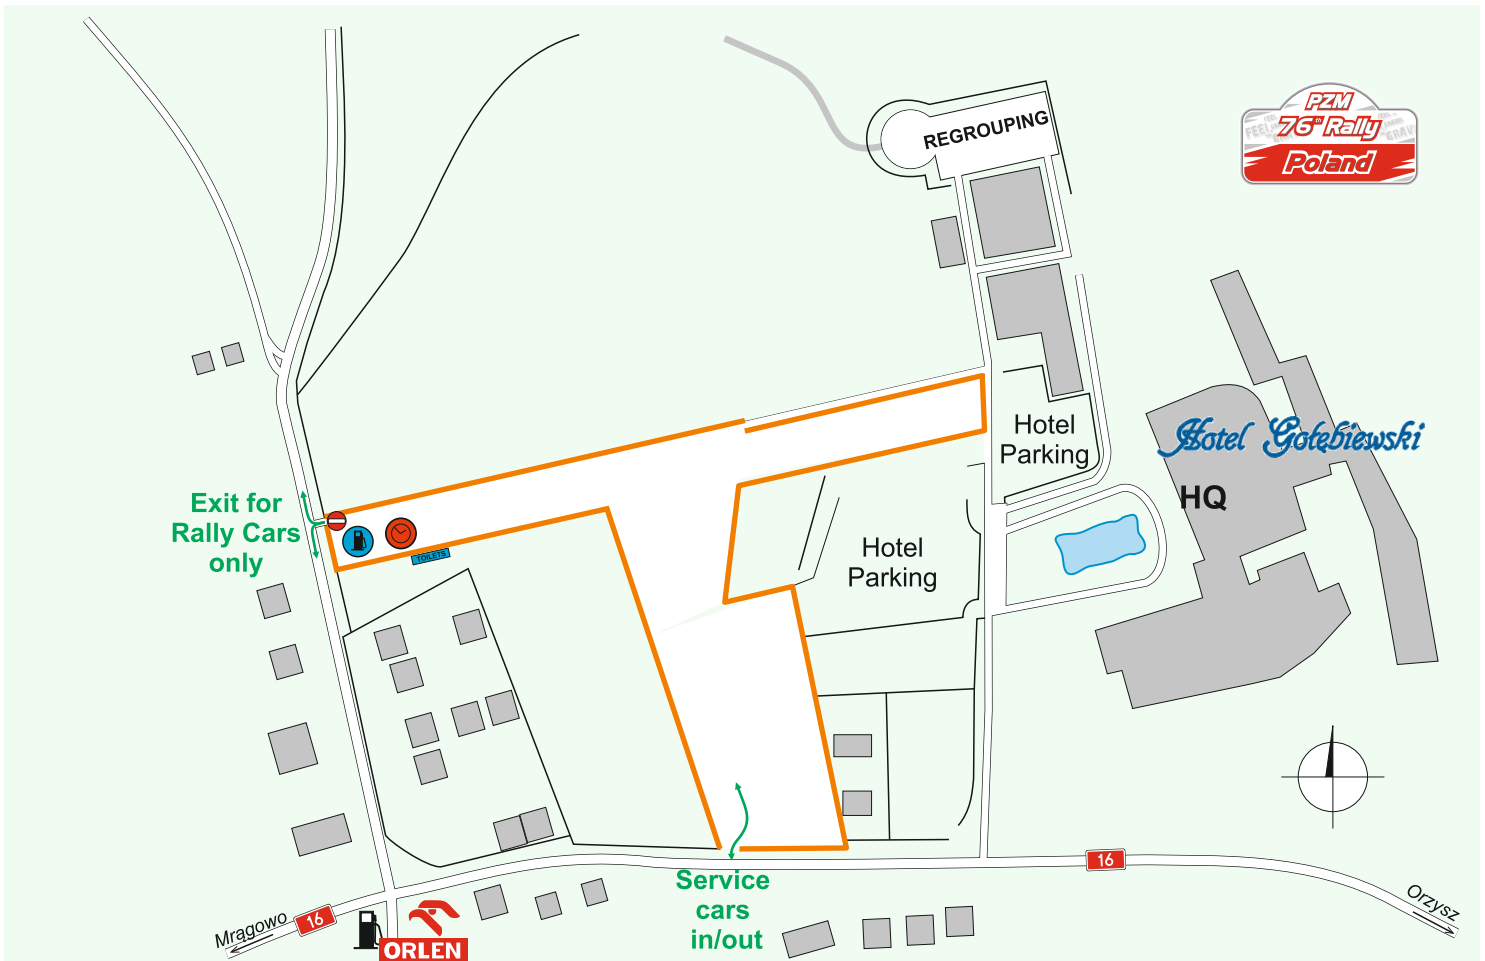 PZM
76th Rally
Poland
REGROUPING
Hotel
Parking
Hotel Gołębiewski
HQ
Exit for
Rally Cars
only
TOILETS
Hotel
Parking
16
Service
cars
in/out
Orzysz
Mrągowo
16
ORLEN